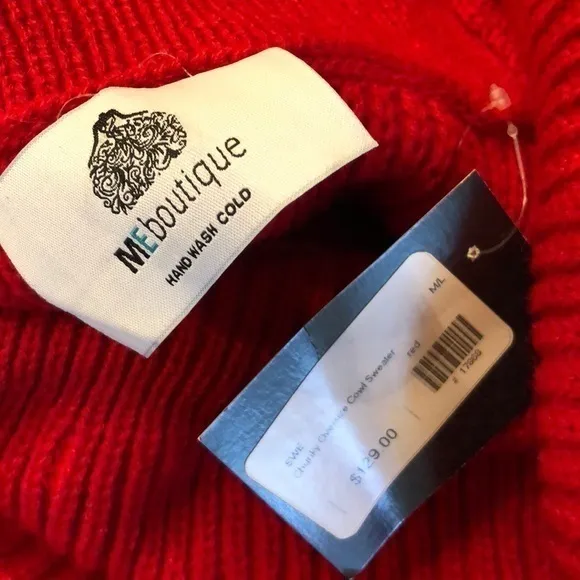 MEboutique
HAND WASH COLD
M/L
SWE
Chunky Oversize Cowl Sweater red
$129.00